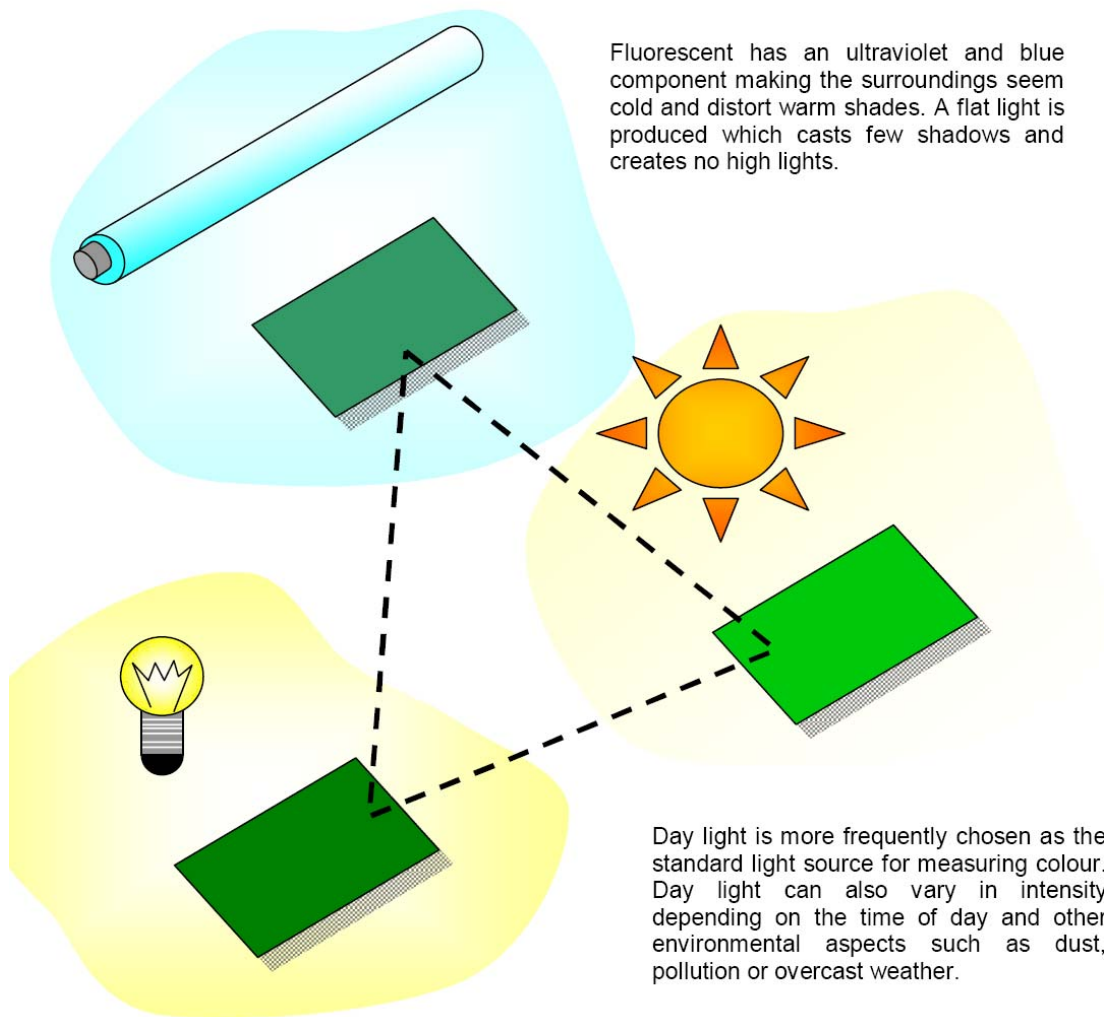 Fluorescent has an ultraviolet and blue
component making the surroundings seem
cold and distort warm shades. A flat light is
produced which casts few shadows and
creates no high lights.
Day light is more frequently chosen as the
standard light source for measuring colour.
Day light can also vary in intensity
depending on the time of day and other
environmental aspects such as dust,
pollution or overcast weather.